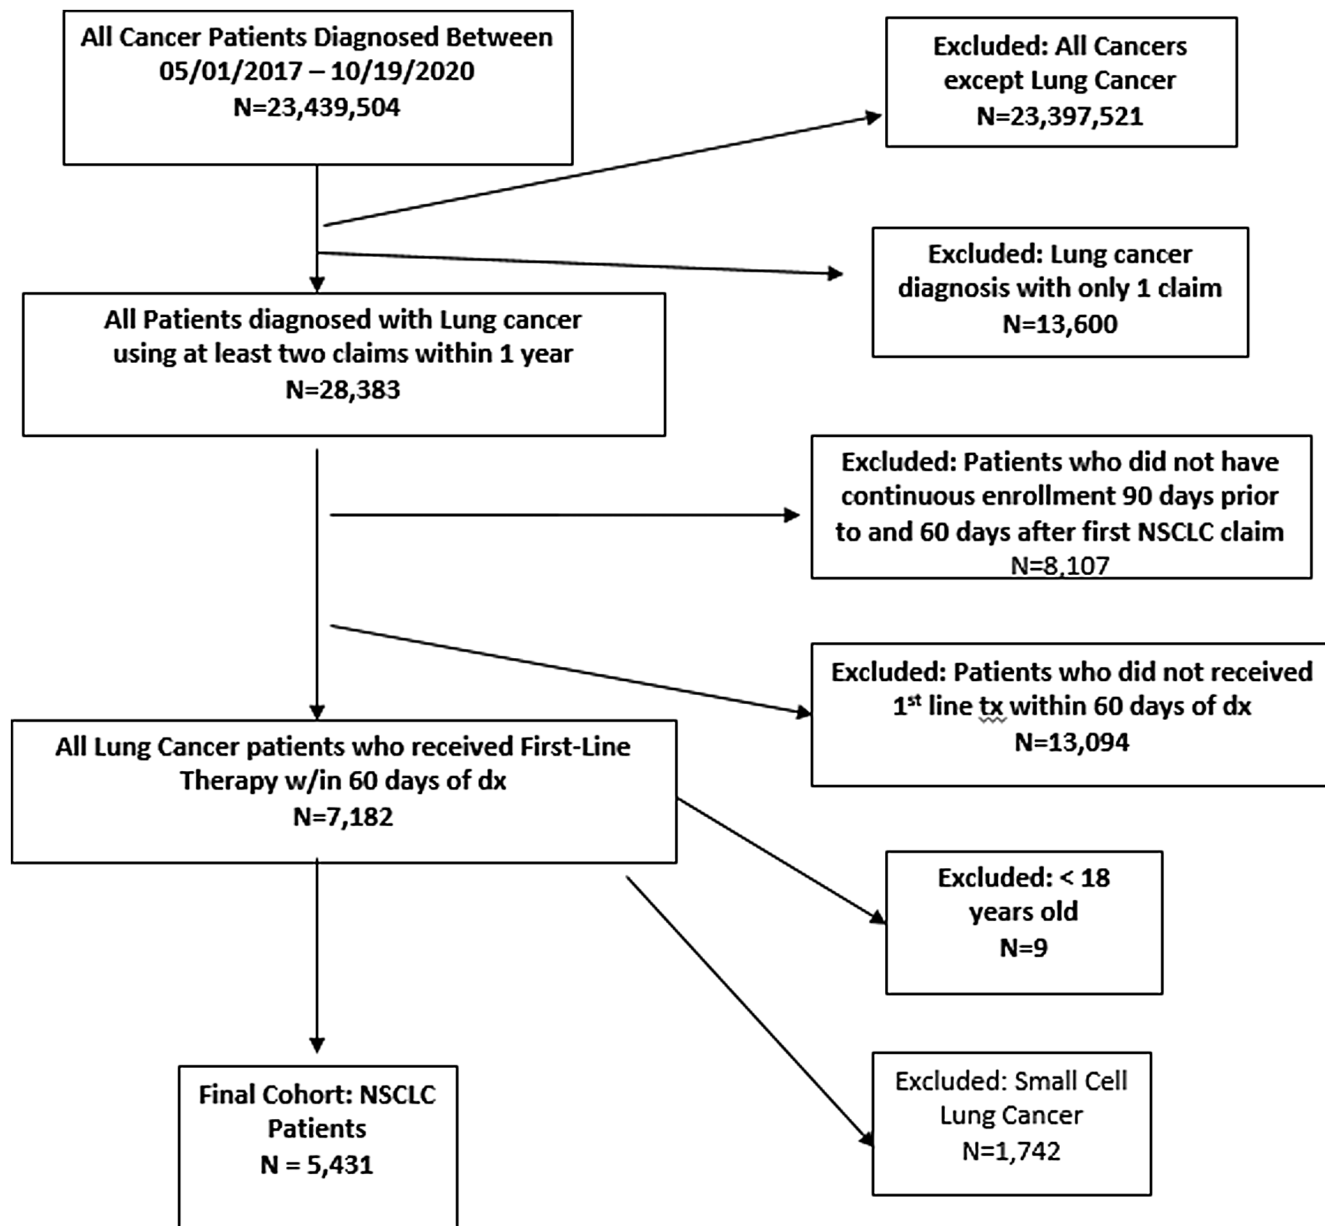 All Cancer Patients Diagnosed Between
05/01/2017 – 10/19/2020
N=23,439,504
Excluded: All Cancers
except Lung Cancer
N=23,397,521
Excluded: Lung cancer
diagnosis with only 1 claim
N=13,600
All Patients diagnosed with Lung cancer
using at least two claims within 1 year
N=28,383
Excluded: Patients who did not have
continuous enrollment 90 days prior
to and 60 days after first NSCLC claim
N=8,107
Excluded: Patients who did not received
1st line tx within 60 days of dx
N=13,094
All Lung Cancer patients who received First-Line
Therapy w/in 60 days of dx
N=7,182
Excluded: < 18
years old
N=9
Excluded: Small Cell
Lung Cancer
N=1,742
Final Cohort: NSCLC
Patients
N = 5,431